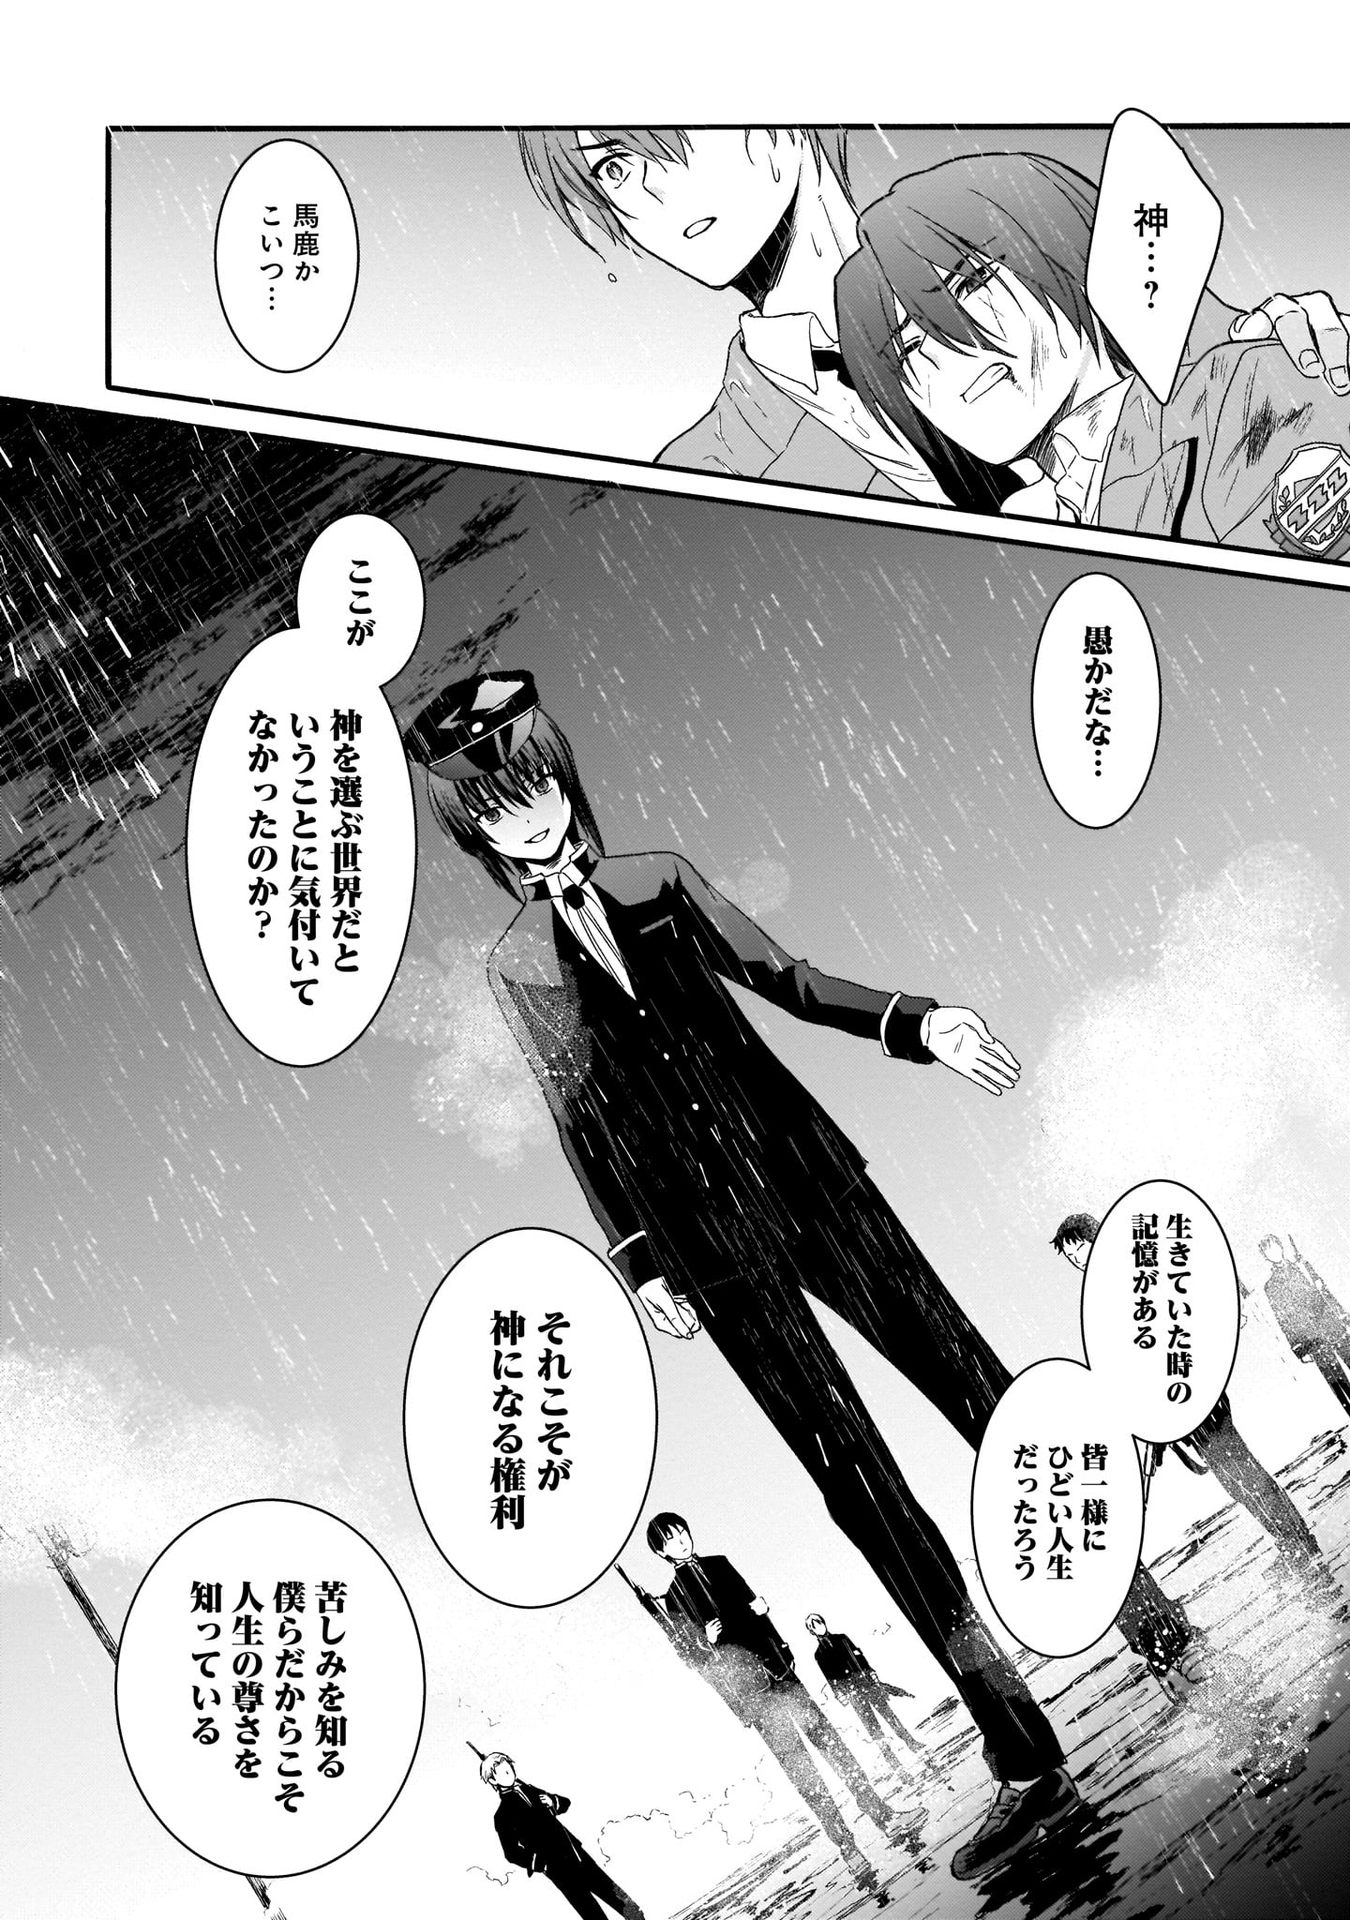 神…？
馬鹿か
こいつ…
愚かだな…
ここが
神を選ぶ世界だと
いうことに気付いて
なかったのか？
生きていた時の
記憶がある
皆一様に
ひどい人生
だったろう
それこそが
神になる権利
苦しみを知る
僕らだからこそ
人生の尊さを
知っている